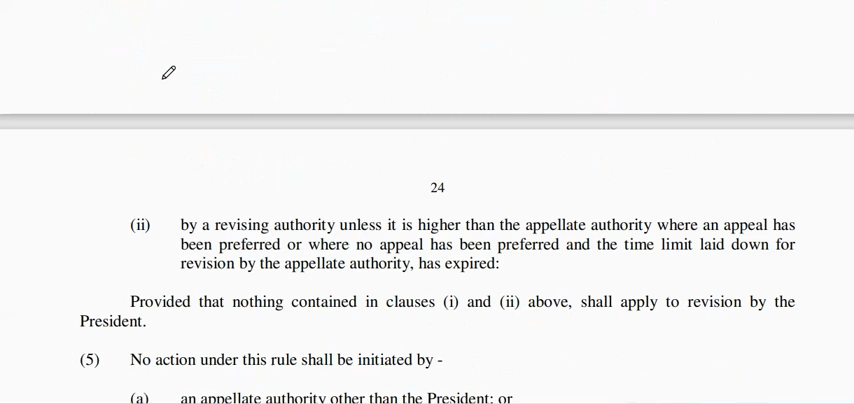 24
(ii) by a revising authority unless it is higher than the appellate authority where an appeal has
been preferred or where no appeal has been preferred and the time limit laid down for
revision by the appellate authority, has expired:
Provided that nothing contained in clauses (i) and (ii) above, shall apply to revision by the
President.
(5) No action under this rule shall be initiated by -
(a) an appellate authority other than the President; or